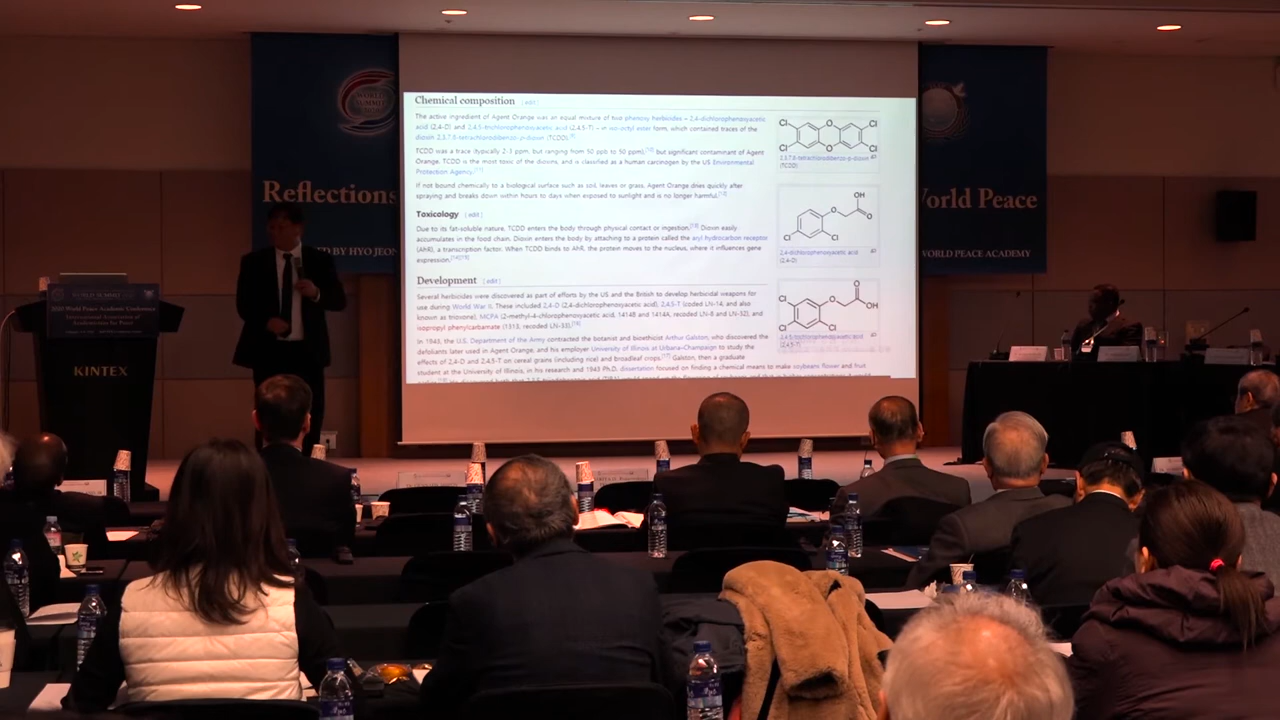 WORLD SUMMIT
Reflections
World Peace
WORLD PEACE ACADEMY
KINTEX
Chemical composition [ edit ]
The active ingredient of Agent Orange was an equal mixture of two phenoxy herbicides – 2,4-dichlorophenoxyacetic
acid (2,4-D) and 2,4,5-trichlorophenoxyacetic acid (2,4,5-T) – in iso-octyl ester form, which contained traces of the
dioxin 2,3,7,8-tetrachlorodibenzo-p-dioxin (TCDD).
TCDD was a trace (typically 2-3 ppm, but ranging from 50 ppb to 50 ppm), but significant contaminant of Agent
Orange. TCDD is the most toxic of the dioxins, and is classified as a human carcinogen by the US Environmental
Protection Agency.
If not bound chemically to a biological surface such as soil, leaves or grass, Agent Orange dries quickly after
spraying and breaks down within hours to days when exposed to sunlight and is no longer harmful.
Toxicology [ edit ]
Due to its fat-soluble nature, TCDD enters the body through physical contact or ingestion. Dioxin easily
accumulates in the food chain. Dioxin enters the body by attaching to a protein called the aryl hydrocarbon receptor
(AhR), a transcription factor. When TCDD binds to AhR, the protein moves to the nucleus, where it influences gene
expression.
Development [ edit ]
Several herbicides were discovered as part of efforts by the US and the British to develop herbicidal weapons for
use during World War II. These included 2,4-D (2,4-dichlorophenoxyacetic acid), 2,4,5-T (coded LN-14, and also
known as trioxone), MCPA (2-methyl-4-chlorophenoxyacetic acid, 1414B and 1414A, recoded LN-8 and LN-32), and
isopropyl phenylcarbamate (1313, recoded LN-33).
In 1943, the U.S. Department of the Army contracted the botanist and bioethicist Arthur Galston, who discovered the
defoliants later used in Agent Orange, and his employer University of Illinois at Urbana-Champaign to study the
effects of 2,4-D and 2,4,5-T on cereal grains (including rice) and broadleaf crops. Galston, then a graduate
student at the University of Illinois, in his research and 1943 Ph.D. dissertation focused on finding a chemical means to make soybeans flower and fruit
Cl Cl O O Cl Cl
2,3,7,8-tetrachlorodibenzo-p-dioxin
(TCDD)
OH O O Cl Cl
2,4-dichlorophenoxyacetic acid
(2,4-D)
O Cl O OH Cl Cl
2,4,5-trichlorophenoxyacetic acid
(2,4,5-T)